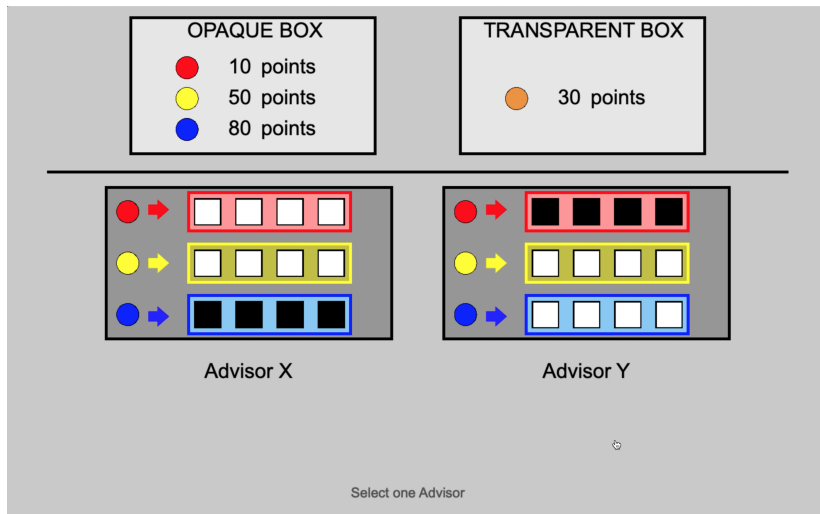 OPAQUE BOX
10 points
50 points
80 points
TRANSPARENT BOX
30 points
Advisor X
Advisor Y
Select one Advisor